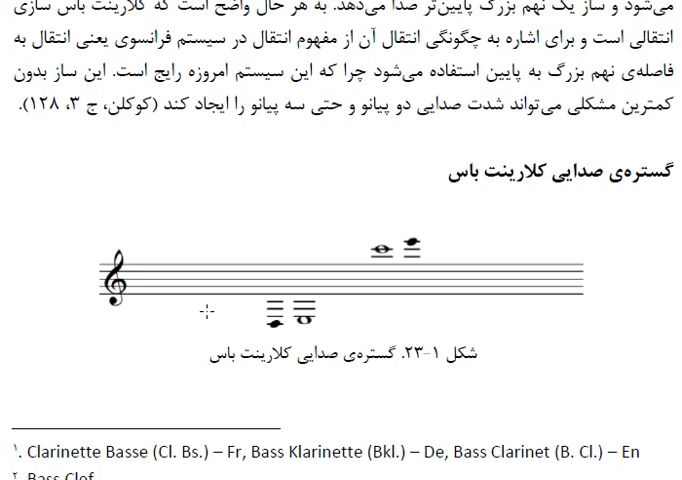 می‌شود و ساز یک نهم بزرگ پایین‌تر صدا می‌دهد. به هر حال واضح است که کلارینت باس سازی
انتقالی است و برای اشاره به چگونگی انتقال آن از مفهوم انتقال در سیستم فرانسوی یعنی انتقال به
فاصله‌ی نهم بزرگ به پایین استفاده می‌شود چرا که این سیستم امروزه رایج است. این ساز بدون
کمترین مشکلی می‌تواند شدت صدایی دو پیانو و حتی سه پیانو را ایجاد کند (کوکلن، ج ۳، ۱۲۸).
گستره‌ی صدایی کلارینت باس
شکل ۱-۲۳. گستره‌ی صدایی کلارینت باس
۱. Clarinette Basse (Cl. Bs.) – Fr, Bass Klarinette (Bkl.) – De, Bass Clarinet (B. Cl.) – En
۲. Bass Clef